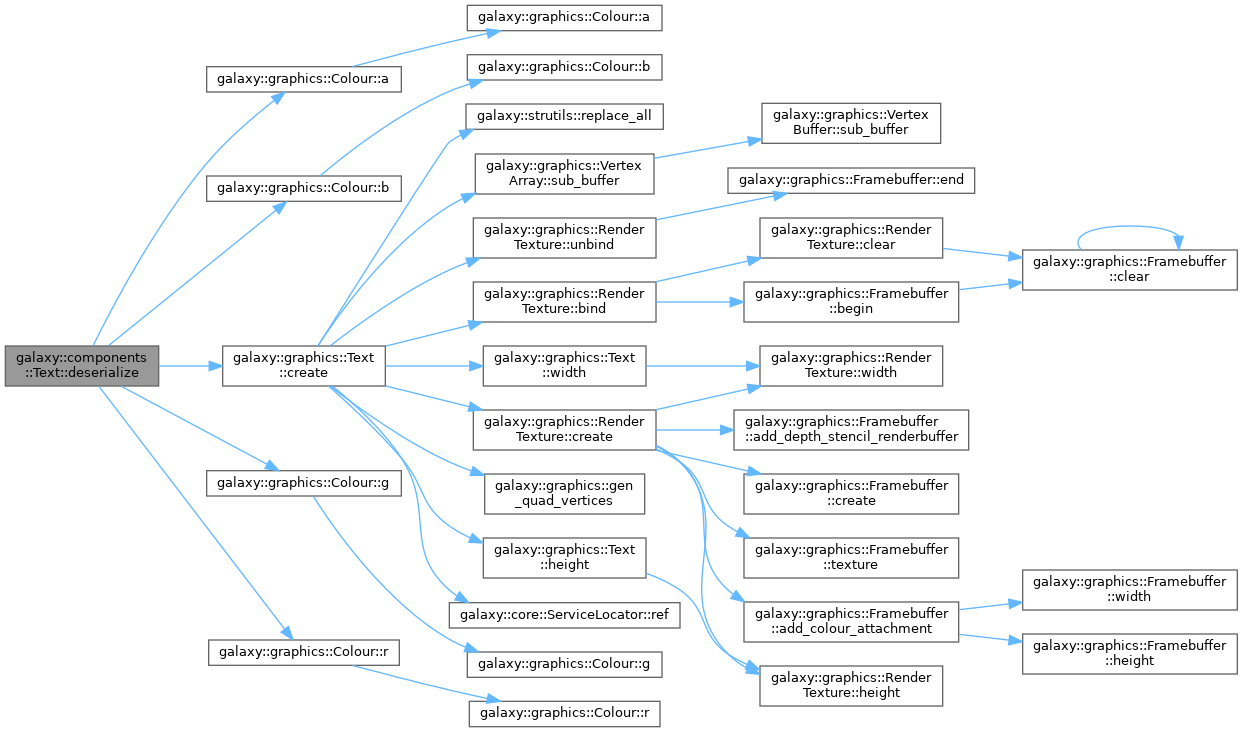 galaxy::components
::Text::deserialize
galaxy::graphics::Colour::a
galaxy::graphics::Colour::b
galaxy::graphics::Text
::create
galaxy::graphics::Colour::g
galaxy::graphics::Colour::r
galaxy::graphics::Colour::a
galaxy::graphics::Colour::b
galaxy::strutils::replace_all
galaxy::graphics::Vertex
Array::sub_buffer
galaxy::graphics::Render
Texture::unbind
galaxy::graphics::Render
Texture::bind
galaxy::graphics::Text
::width
galaxy::graphics::Render
Texture::create
galaxy::graphics::gen
_quad_vertices
galaxy::graphics::Text
::height
galaxy::core::ServiceLocator::ref
galaxy::graphics::Colour::g
galaxy::graphics::Colour::r
galaxy::graphics::Vertex
Buffer::sub_buffer
galaxy::graphics::Framebuffer::end
galaxy::graphics::Render
Texture::clear
galaxy::graphics::Framebuffer
::begin
galaxy::graphics::Render
Texture::width
galaxy::graphics::Framebuffer
::add_depth_stencil_renderbuffer
galaxy::graphics::Framebuffer
::create
galaxy::graphics::Framebuffer
::texture
galaxy::graphics::Framebuffer
::add_colour_attachment
galaxy::graphics::Render
Texture::height
galaxy::graphics::Framebuffer
::clear
galaxy::graphics::Framebuffer
::width
galaxy::graphics::Framebuffer
::height